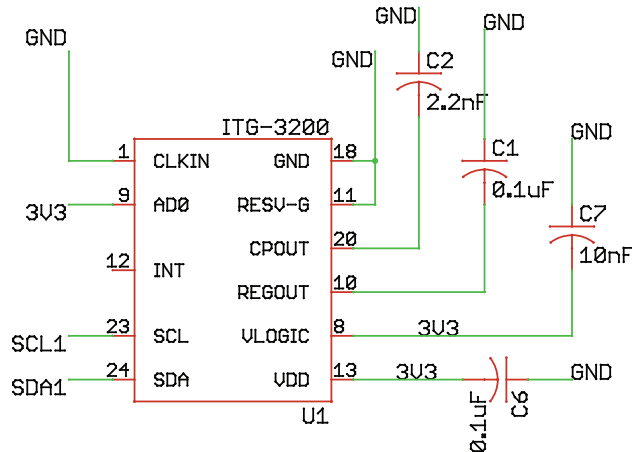 GND
GND
GND
GND
C2
2.2nF
ITG-3200
GND
1
CLKIN
GND
18
C1
0.1uF
9
3V3
AD0
RESV-G
11
C7
10nF
CPOUT
20
12
INT
REGOUT
10
23
SCL1
SCL
VLOGIC
8
3V3
24
SDA1
SDA
VDD
13
3V3
GND
0.1uF
C6
U1